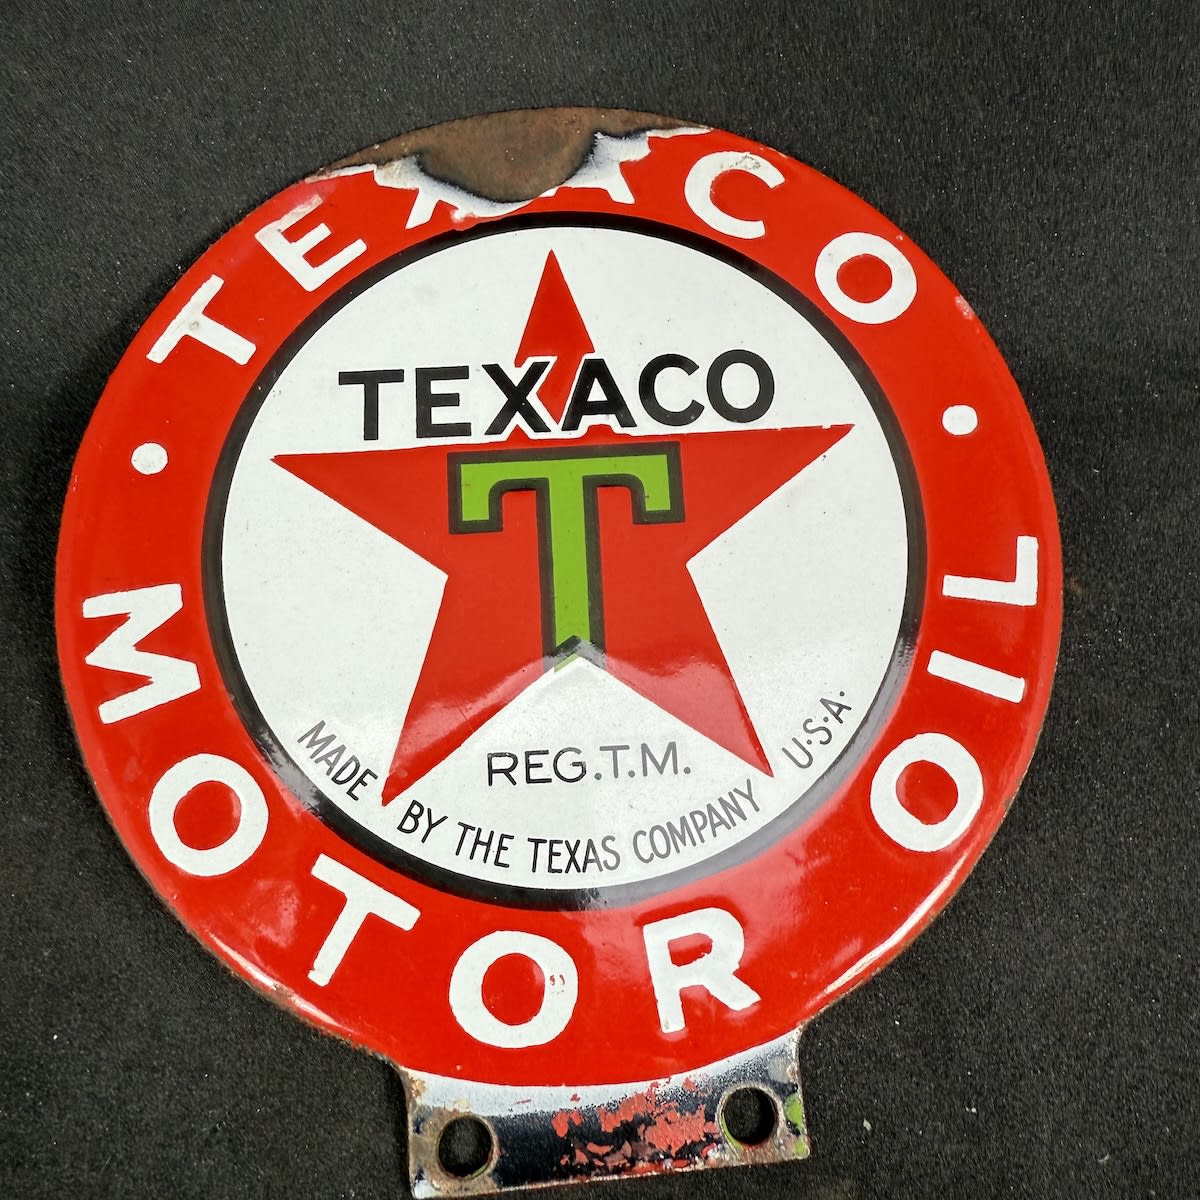 · TEXACO ·
TEXACO
T
REG.T.M.
MADE BY THE TEXAS COMPANY U·S·A·
MOTOR OIL